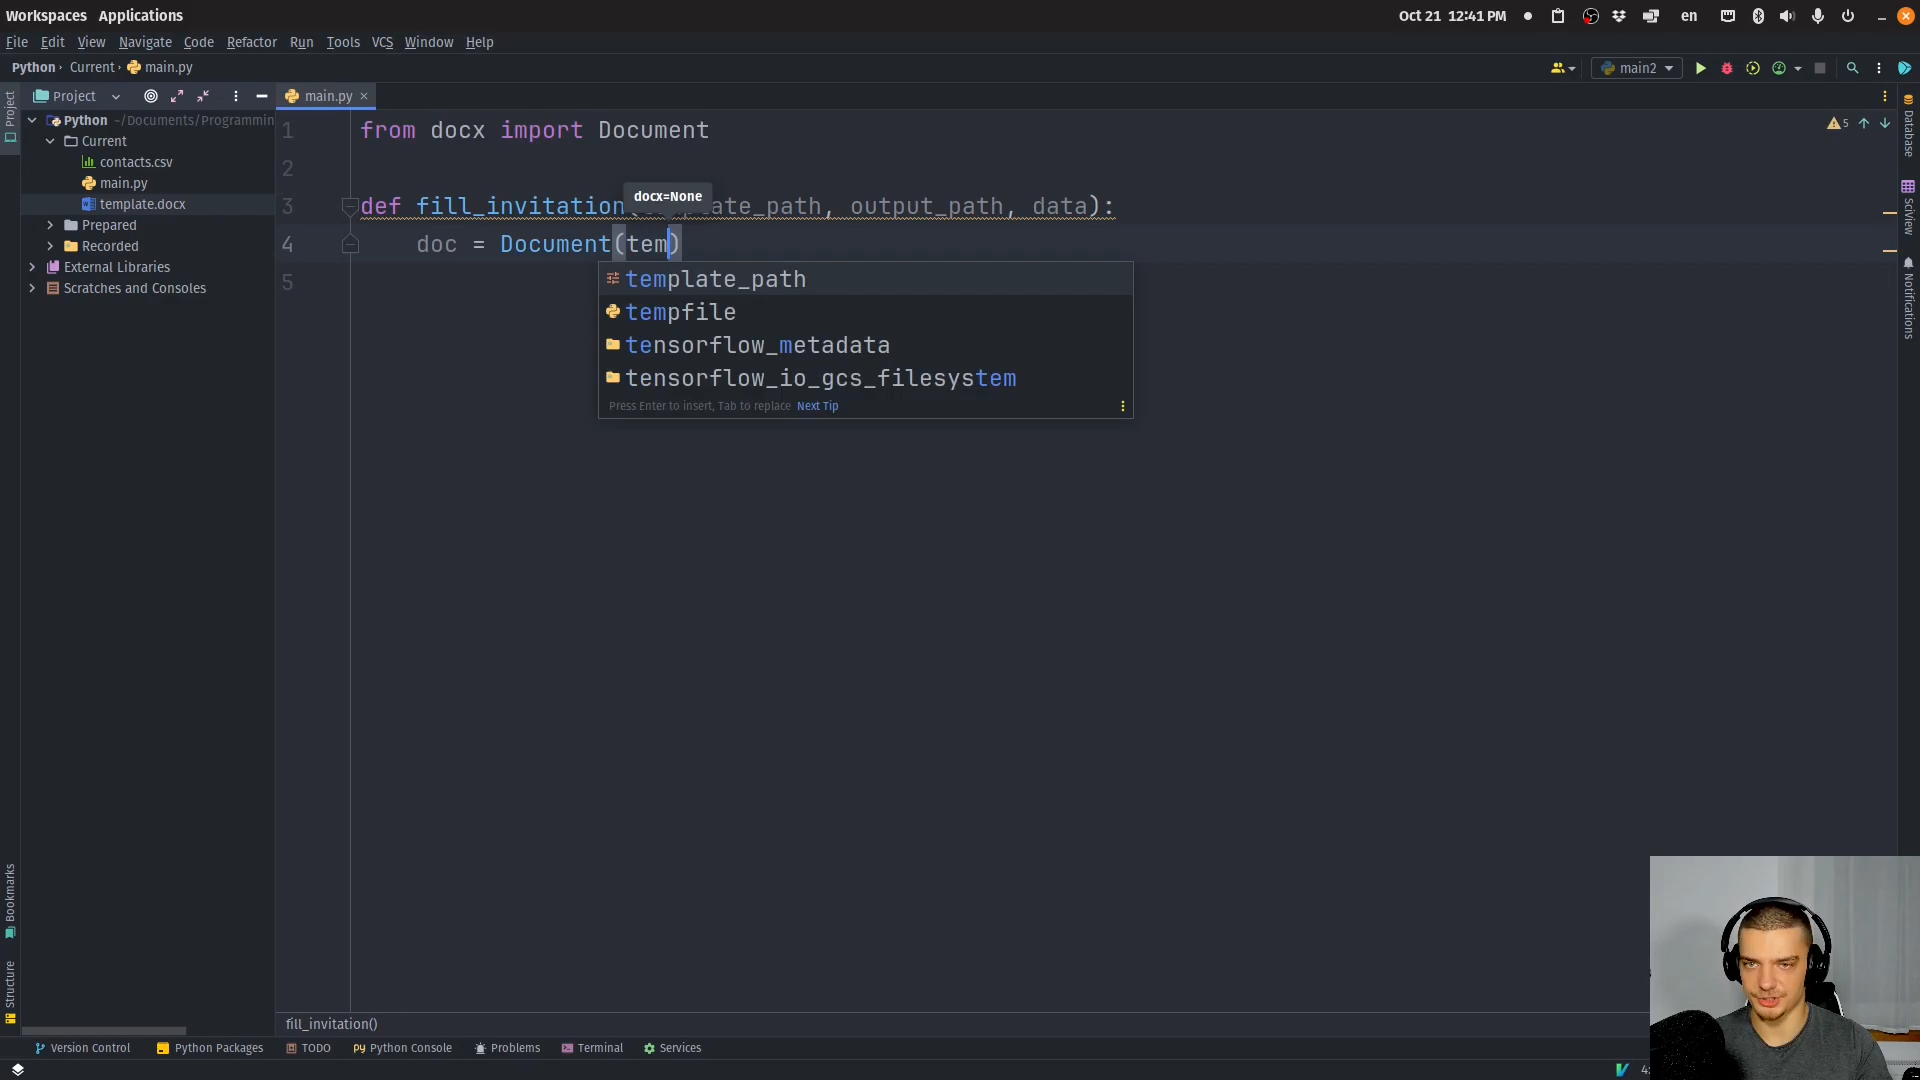 Workspaces Applications
Oct 21 12:41 PM
en
File Edit View Navigate Code Refactor Run Tools VCS Window Help
Python Current main.py
main2
Project
Project
main.py
Python ~/Documents/Programmin
Current
contacts.csv
main.py
template.docx
Prepared
Recorded
External Libraries
Scratches and Consoles
5
1 from docx import Document
2
docx=None
3 def fill_invitation( late_path, output_path, data):
4 doc = Document(tem)
5
template_path
tempfile
tensorflow_metadata
tensorflow_io_gcs_filesystem
Press Enter to insert, Tab to replace Next Tip
Database
SciView
Notifications
Bookmarks
Structure
fill_invitation()
Version Control Python Packages TODO Python Console Problems Terminal Services
4: